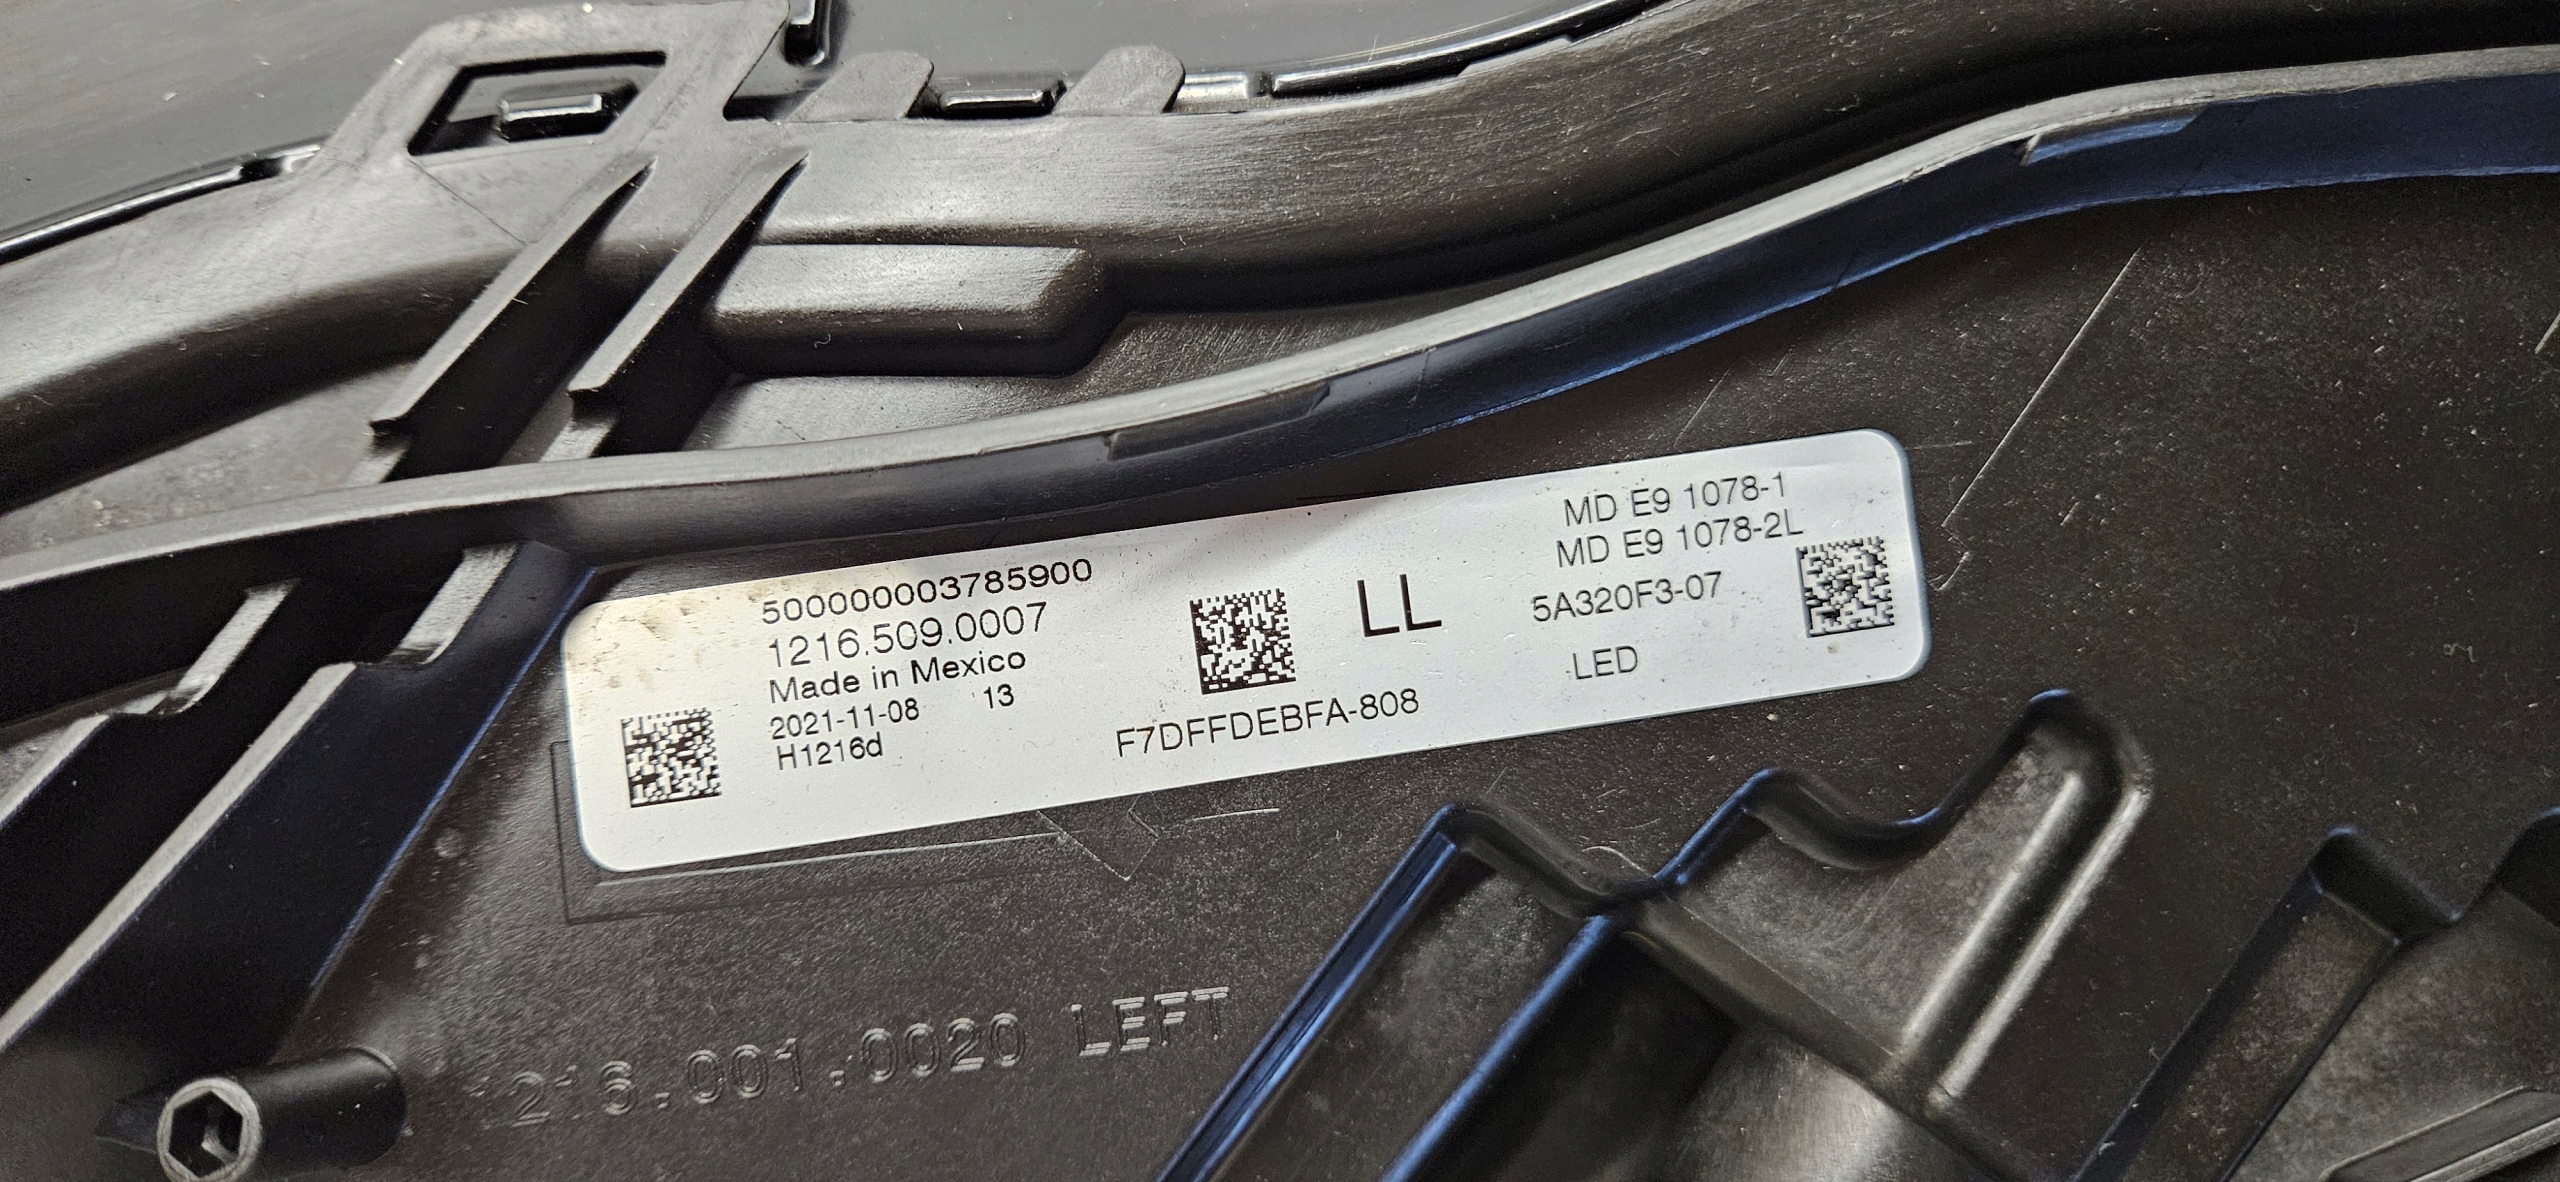 500000003785900
1216.509.0007
Made in Mexico
2021-11-08 13
H1216d
F7DFFDEBFA-808
LL
MD E9 1078-1
MD E9 1078-2L
5A320F3-07
LED
1216.001.0020 LEFT